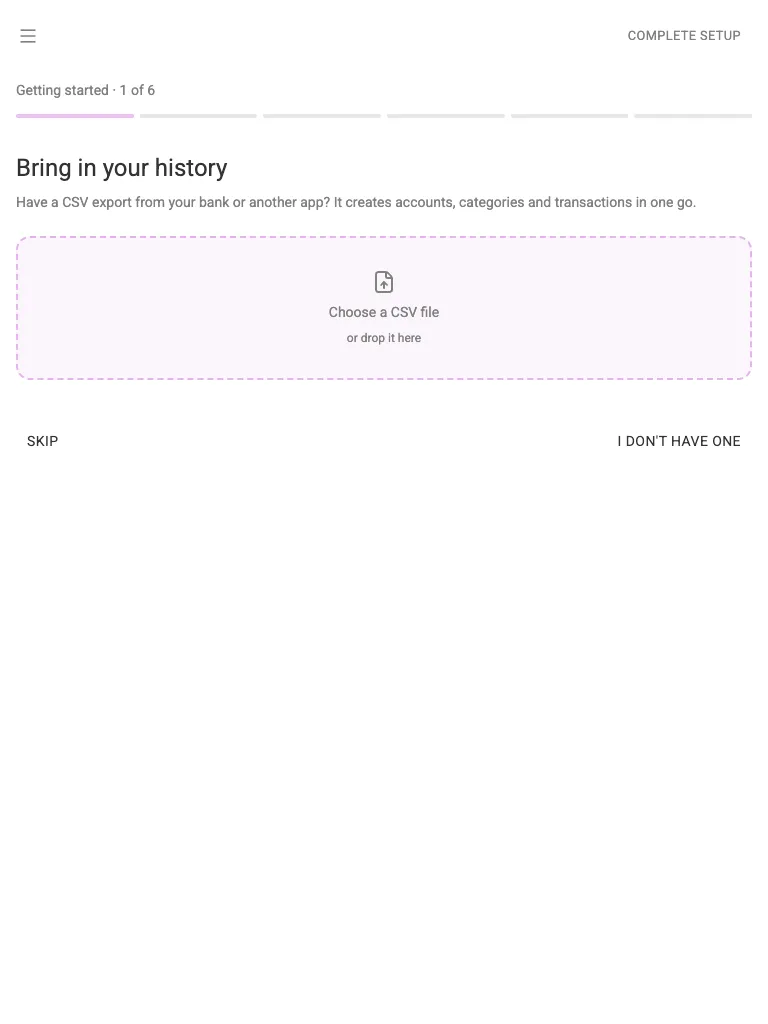 COMPLETE SETUP
Getting started · 1 of 6
Bring in your history
Have a CSV export from your bank or another app? It creates accounts, categories and transactions in one go.
Choose a CSV file
or drop it here
SKIP
I DON'T HAVE ONE